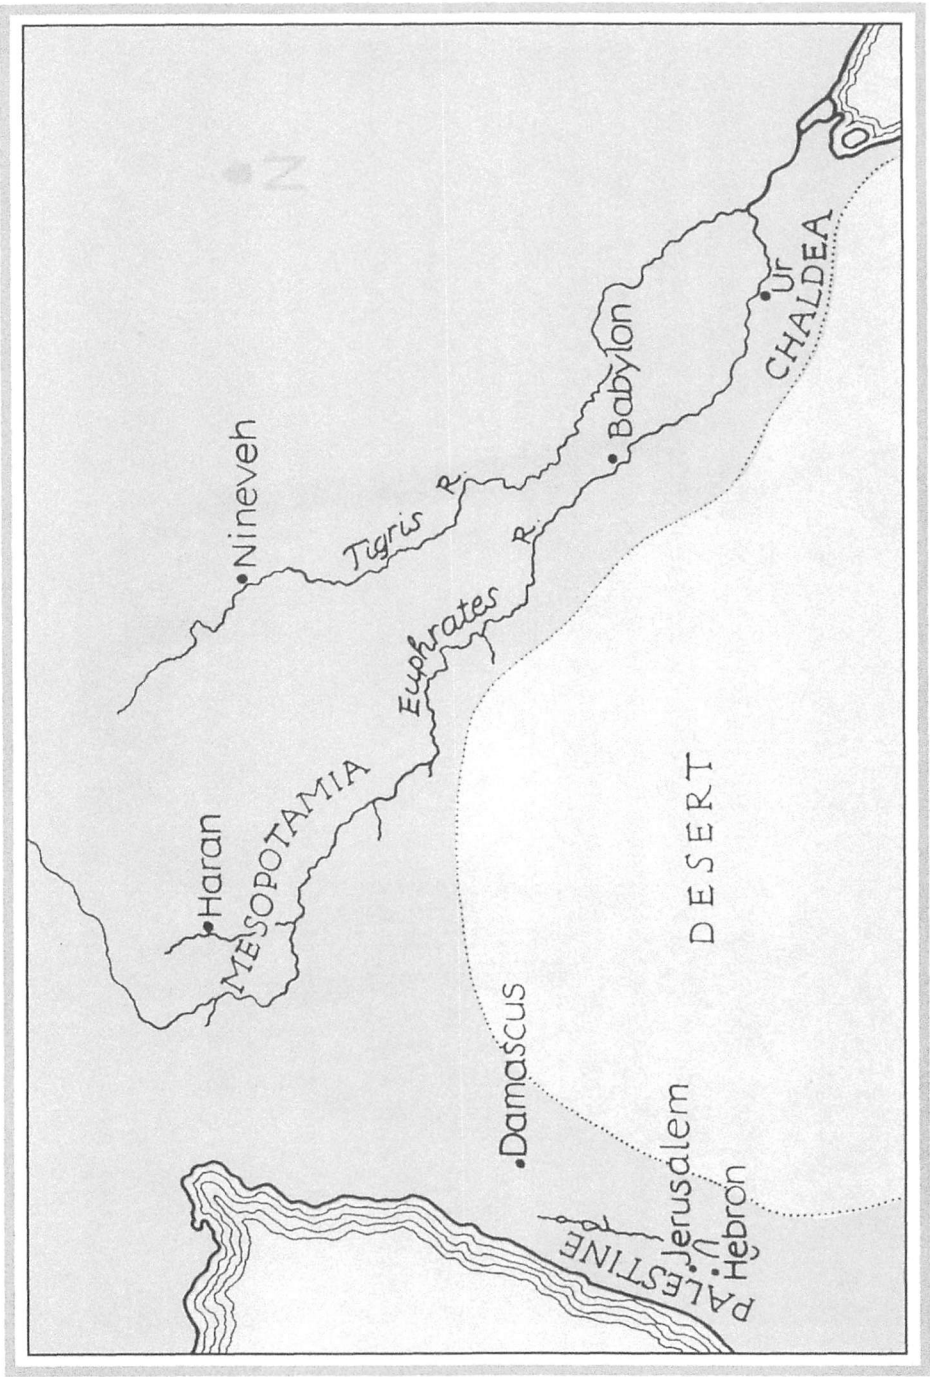 Haran
Nineveh
MESOPOTAMIA
Tigris R.
Euphrates R.
Damascus
Babylon
PALESTINE
Jerusalem
Hebron
DESERT
Ur
CHALDEA
N